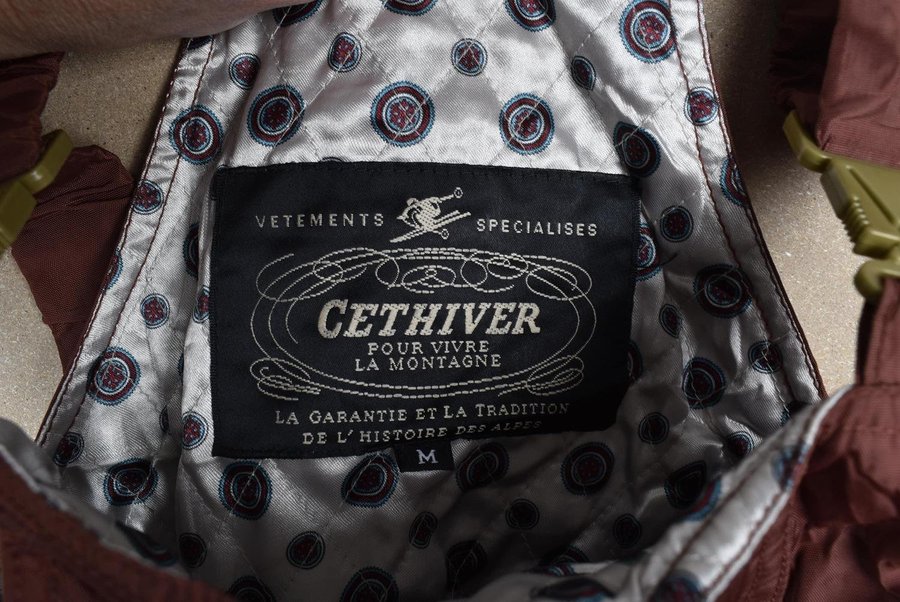 VETEMENTS SPECIALISES
CETHIVER
POUR VIVRE
LA MONTAGNE
LA GARANTIE ET LA TRADITION
DE L'HISTOIRE DES ALPES
M